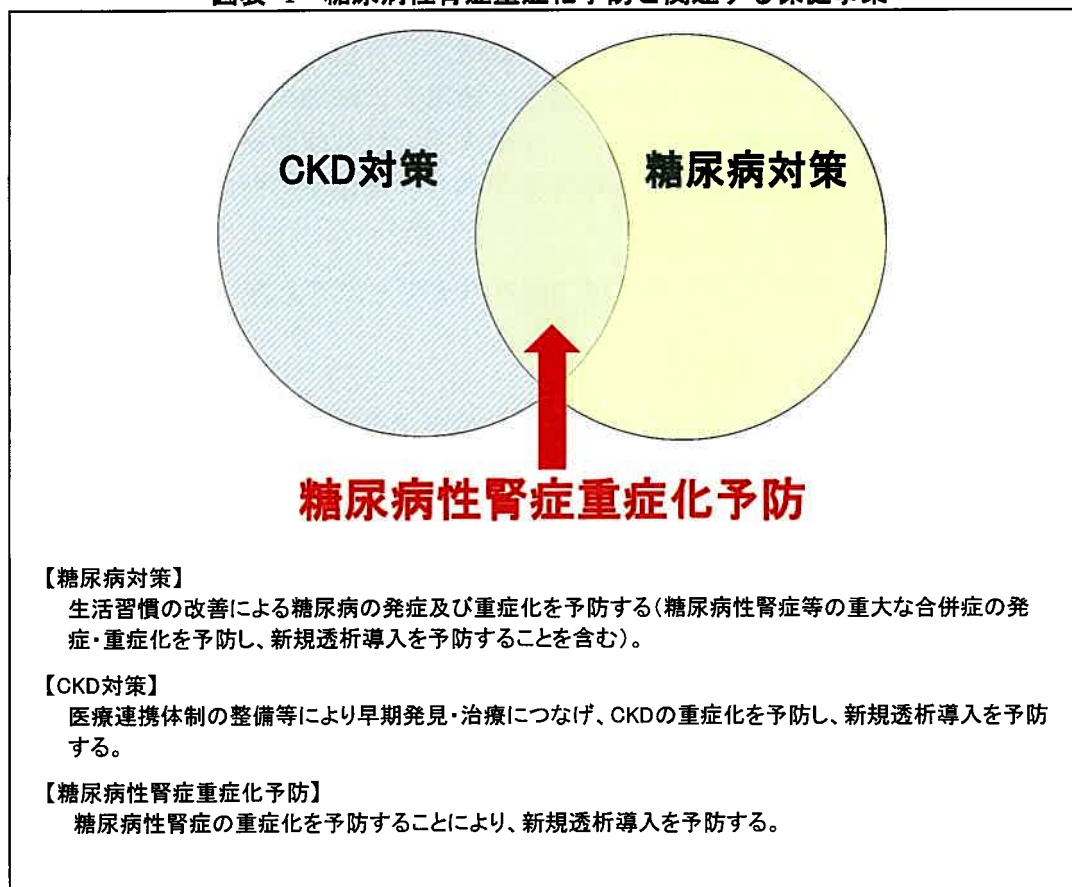 CKD対策
糖尿病対策
糖尿病性腎症重症化予防
【糖尿病対策】
生活習慣の改善による糖尿病の発症及び重症化を予防する(糖尿病性腎症等の重大な合併症の発
症・重症化を予防し、新規透析導入を予防することを含む)。
【CKD対策】
医療連携体制の整備等により早期発見・治療につなげ、CKDの重症化を予防し、新規透析導入を予防
する。
【糖尿病性腎症重症化予防】
糖尿病性腎症の重症化を予防することにより、新規透析導入を予防する。